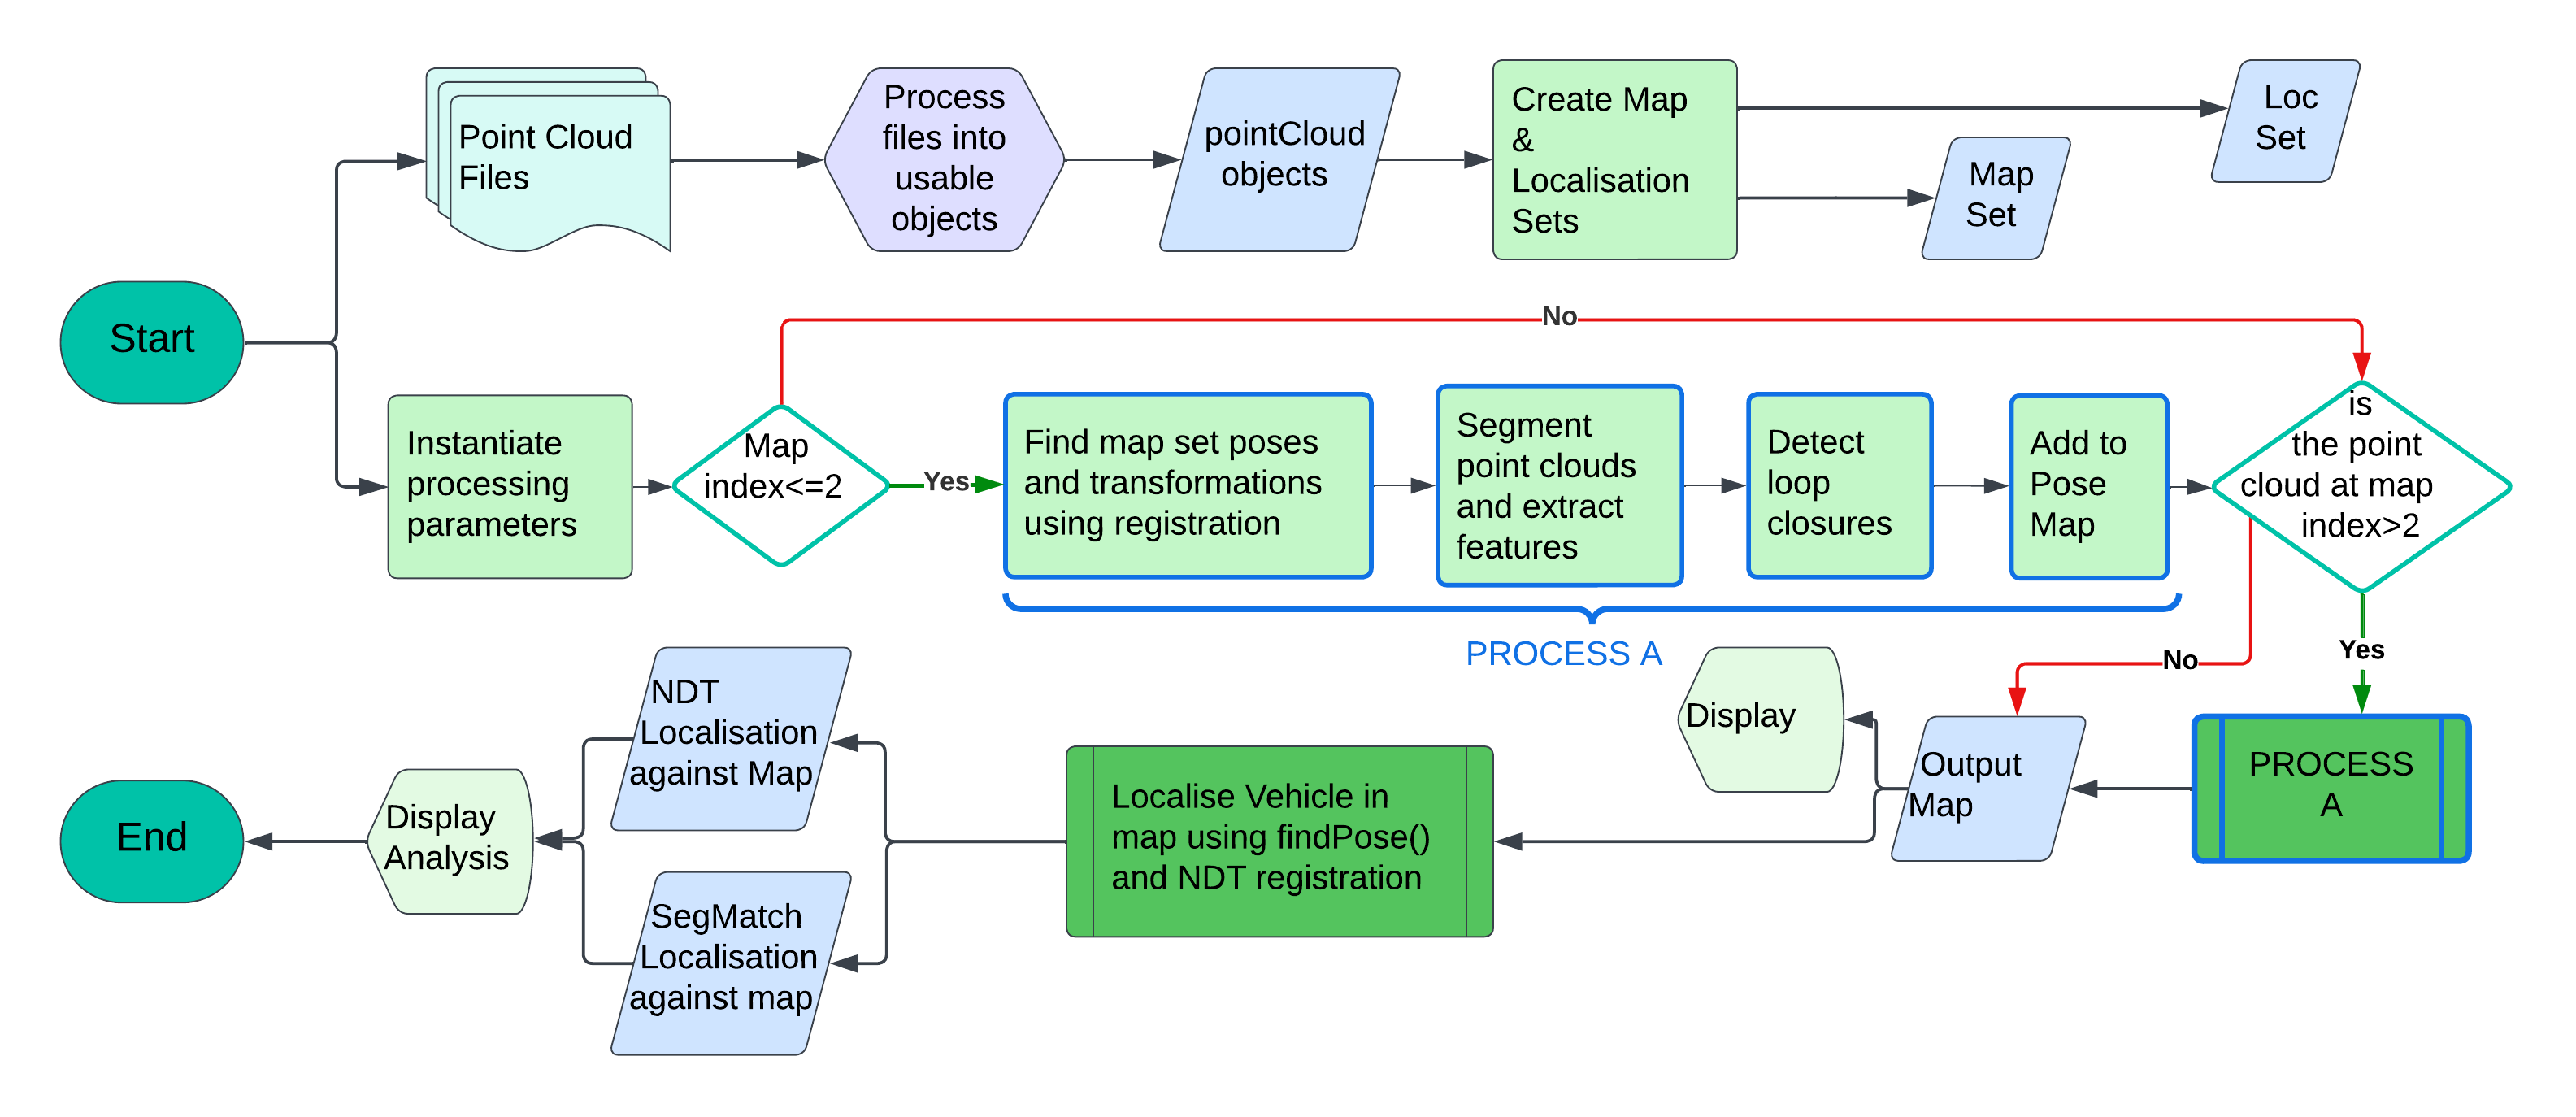 Point Cloud
Files
Process
files into
usable
objects
pointCloud
objects
Create Map
&
Localisation
Sets
Loc
Set
Map
Set
Start
No
Instantiate
processing
parameters
Map
index<=2
Yes
Find map set poses
and transformations
using registration
Segment
point clouds
and extract
features
Detect
loop
closures
Add to
Pose
Map
is
the point
cloud at map
index>2
PROCESS A
No
Yes
NDT
Localisation
against Map
Display
Output
Map
PROCESS
A
Localise Vehicle in
map using findPose()
and NDT registration
End
Display
Analysis
SegMatch
Localisation
against map